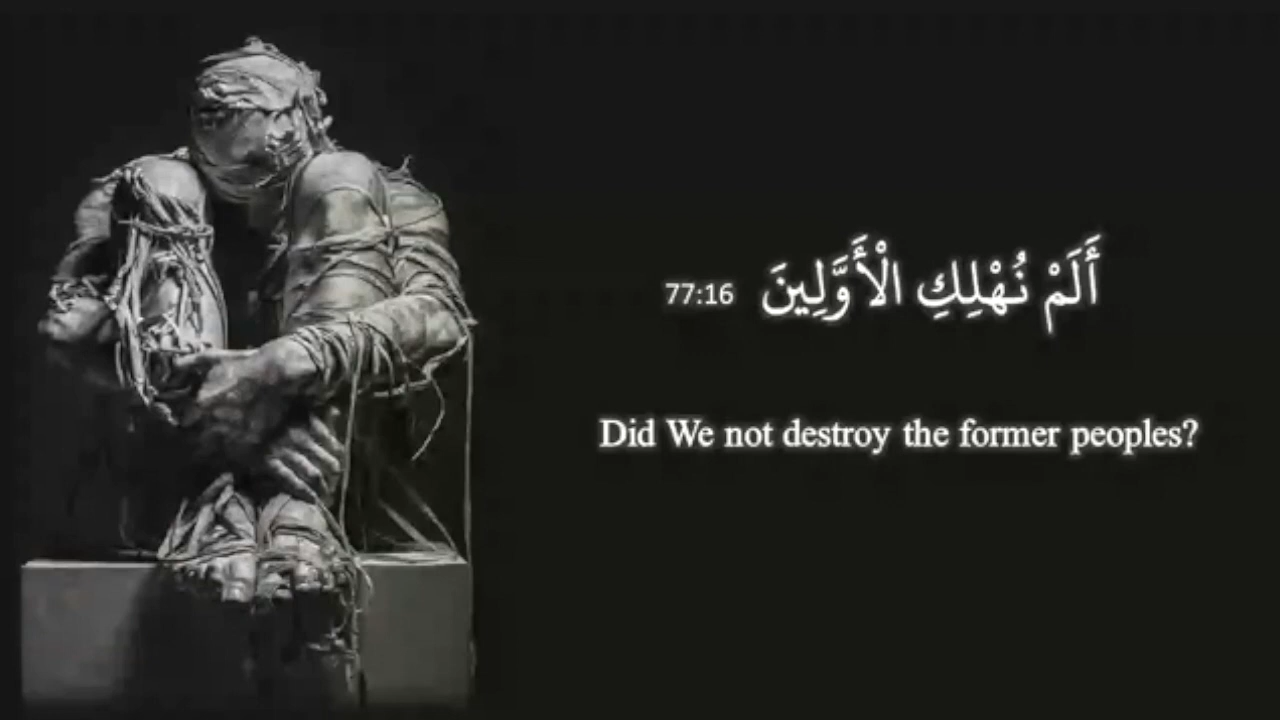 أَلَمْ نُهْلِكِ الْأَوَّلِينَ 77:16
Did We not destroy the former peoples?